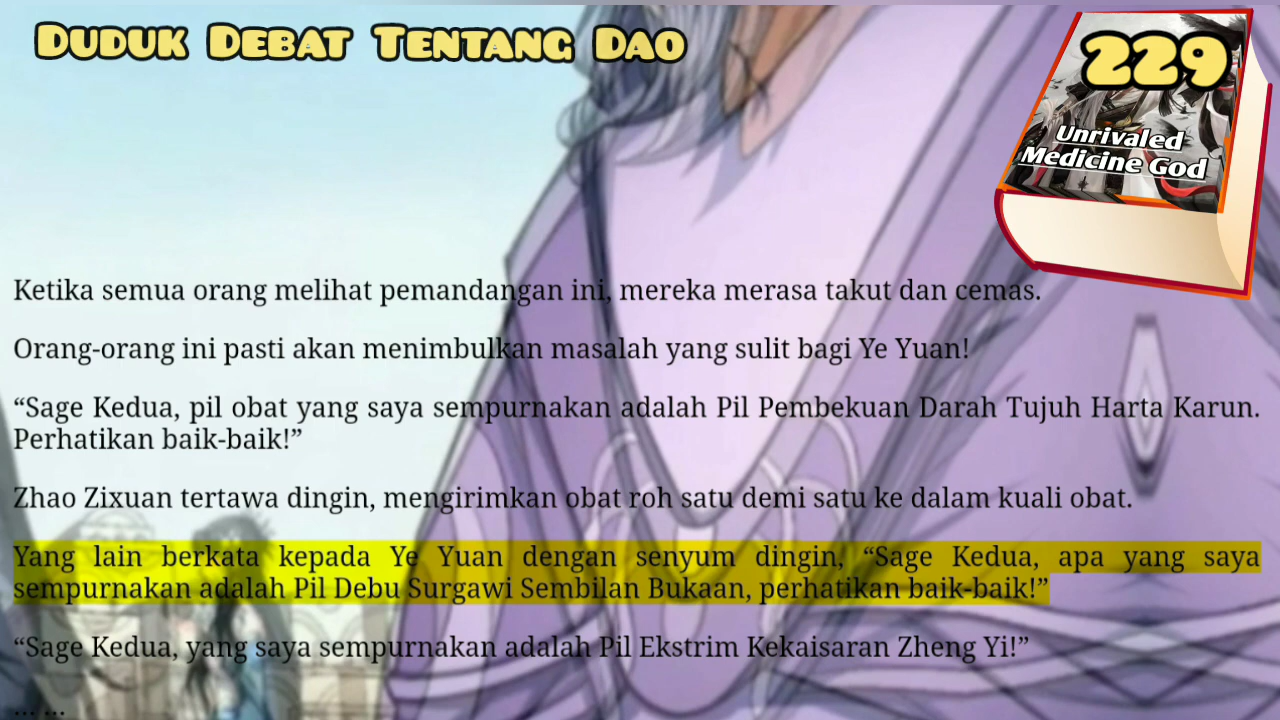 Duduk Debat Tentang Dao
229
Unrivaled
Medicine God
Ketika semua orang melihat pemandangan ini, mereka merasa takut dan cemas.
Orang-orang ini pasti akan menimbulkan masalah yang sulit bagi Ye Yuan!
“Sage Kedua, pil obat yang saya sempurnakan adalah Pil Pembekuan Darah Tujuh Harta Karun.
Perhatikan baik-baik!”
Zhao Zixuan tertawa dingin, mengirimkan obat roh satu demi satu ke dalam kuali obat.
Yang lain berkata kepada Ye Yuan dengan senyum dingin, “Sage Kedua, apa yang saya
sempurnakan adalah Pil Debu Surgawi Sembilan Bukaan, perhatikan baik-baik!”
“Sage Kedua, yang saya sempurnakan adalah Pil Ekstrim Kekaisaran Zheng Yi!”
... ...